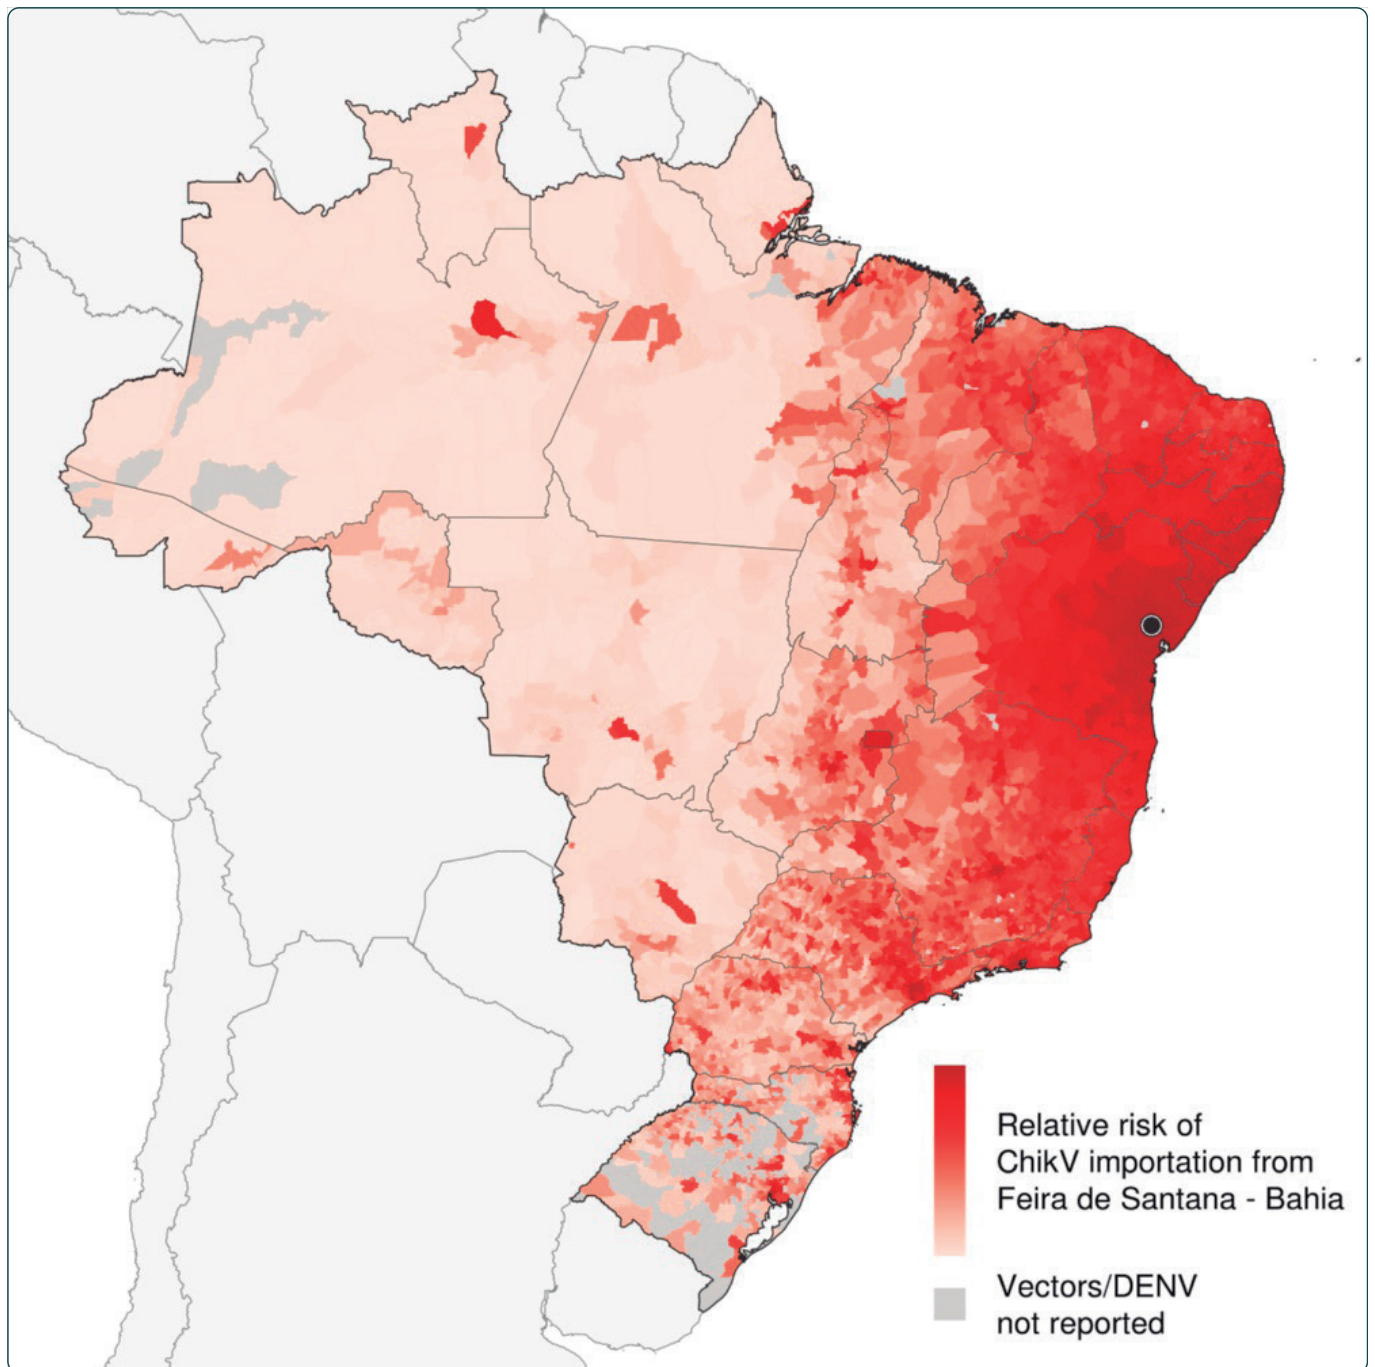 Relative risk of
ChikV importation from
Feira de Santana - Bahia
Vectors/DENV
not reported